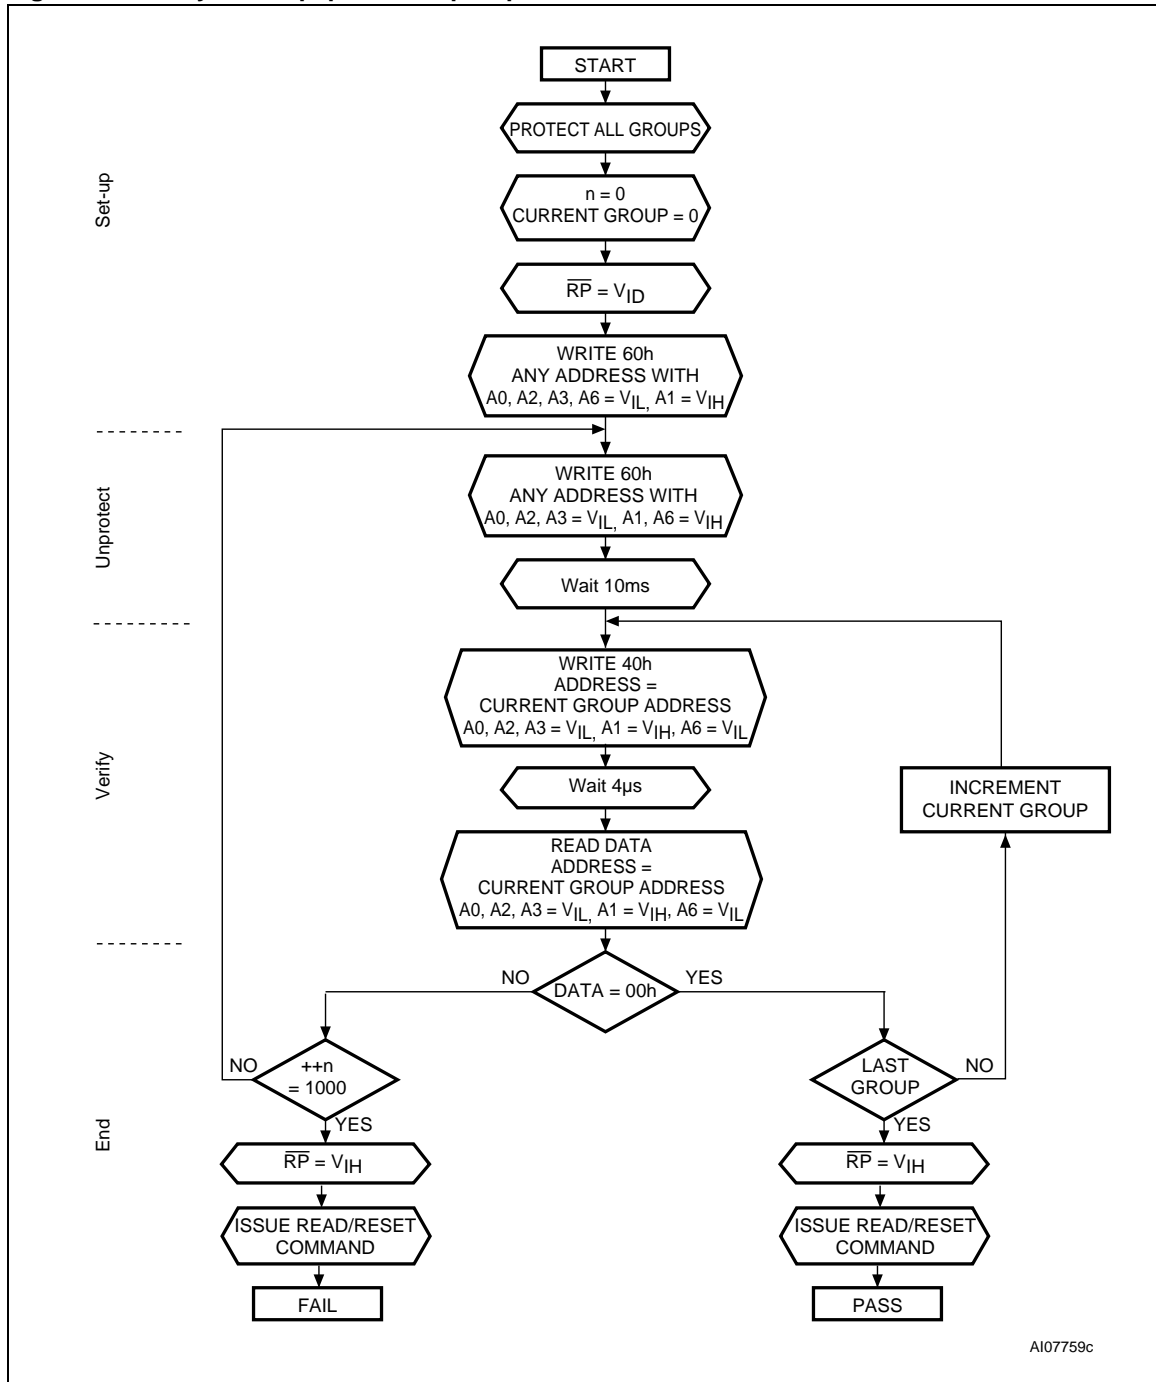 START
PROTECT ALL GROUPS
n = 0
CURRENT GROUP = 0
Set-up
RP = VID
WRITE 60h
ANY ADDRESS WITH
A0, A2, A3, A6 = VIL, A1 = VIH
WRITE 60h
ANY ADDRESS WITH
A0, A2, A3 = VIL, A1, A6 = VIH
Unprotect
Wait 10ms
WRITE 40h
ADDRESS =
CURRENT GROUP ADDRESS
A0, A2, A3 = VIL, A1 = VIH, A6 = VIL
Verify
Wait 4µs
INCREMENT
CURRENT GROUP
READ DATA
ADDRESS =
CURRENT GROUP ADDRESS
A0, A2, A3 = VIL, A1 = VIH, A6 = VIL
NO
DATA = 00h
YES
NO
++n
= 1000
LAST
GROUP
NO
End
YES
YES
RP = VIH
RP = VIH
ISSUE READ/RESET
COMMAND
ISSUE READ/RESET
COMMAND
FAIL
PASS
AI07759c